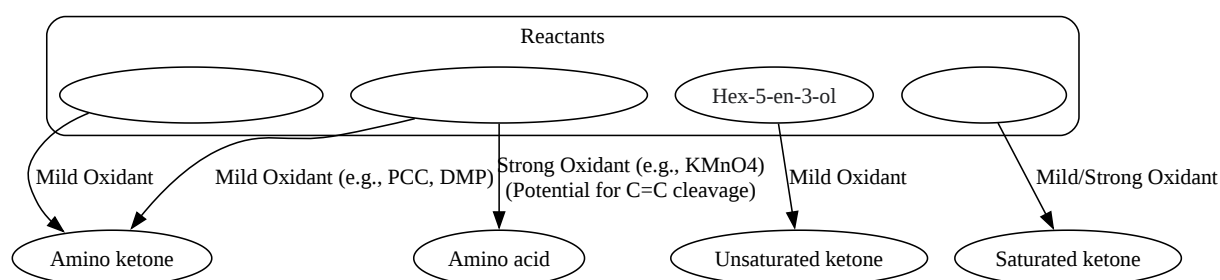 Reactants
Hex-5-en-3-ol
Mild Oxidant
Mild Oxidant (e.g., PCC, DMP)
Strong Oxidant (e.g., KMnO4)
(Potential for C=C cleavage)
Mild Oxidant
Mild/Strong Oxidant
Amino ketone
Amino acid
Unsaturated ketone
Saturated ketone